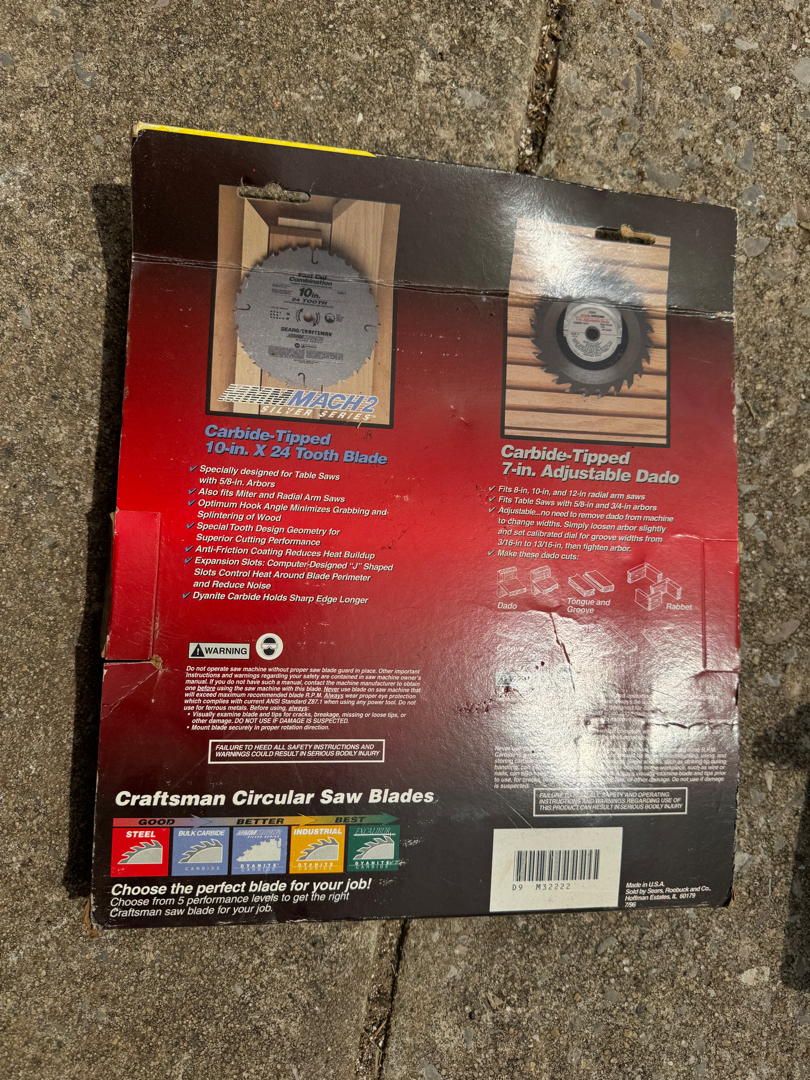 Fast Cut
Combination
10 in.
24 TOOTH
SEARS/CRAFTSMAN
MACH 2
SILVER SERIES
Carbide-Tipped
10-in. X 24 Tooth Blade
✓ Specially designed for Table Saws
with 5/8-in. Arbors
✓ Also fits Miter and Radial Arm Saws
✓ Optimum Hook Angle Minimizes Grabbing and
Splintering of Wood
✓ Special Tooth Design Geometry for
Superior Cutting Performance
✓ Anti-Friction Coating Reduces Heat Buildup
✓ Expansion Slots: Computer-Designed "J" Shaped
Slots Control Heat Around Blade Perimeter
and Reduce Noise
✓ Dyanite Carbide Holds Sharp Edge Longer
WARNING
Do not operate saw machine without proper saw blade guard in place. Other important
instructions and warnings regarding your safety are contained in saw machine owner's
manual. If you do not have such a manual, contact the machine manufacturer to obtain
one before using the saw machine with this blade. Never use blade on saw machine that
will exceed maximum recommended blade R.P.M. Always wear proper eye protection
which complies with current ANSI Standard Z87.1 when using any power tool. Do not
use for ferrous metals. Before using, always:
• Visually examine blade and tips for cracks, breakage, missing or loose tips, or
other damage. DO NOT USE IF DAMAGE IS SUSPECTED.
• Mount blade securely in proper rotation direction.
FAILURE TO HEED ALL SAFETY INSTRUCTIONS AND
WARNINGS COULD RESULT IN SERIOUS BODILY INJURY
Craftsman Circular Saw Blades
GOOD BETTER BEST
STEEL
BULK CARBIDE
CARBIDE
SILVER SERIES
DYANITE
CARBIDE
INDUSTRIAL
DYANITE
CARBIDE
EXCALIBUR
DYANITE
CARBIDE
Choose the perfect blade for your job!
Choose from 5 performance levels to get the right
Craftsman saw blade for your job.
Carbide-Tipped
7-in. Adjustable Dado
✓ Fits 8-in, 10-in, and 12-in radial arm saws
✓ Fits Table Saws with 5/8-in and 3/4-in arbors
✓ Adjustable...no need to remove dado from machine
to change widths. Simply loosen arbor slightly
and set calibrated dial for groove widths from
3/16-in to 13/16-in, then tighten arbor.
✓ Make these dado cuts:
Dado
Tongue and
Groove
Rabbet
is suspected.
FAILURE TO HEED ALL SAFETY AND OPERATING
INSTRUCTIONS AND WARNINGS REGARDING USE OF
THIS PRODUCT CAN RESULT IN SERIOUS BODILY INJURY
D9 M32222
Made in U.S.A.
Sold by Sears, Roebuck and Co.,
Hoffman Estates, IL 60179
7/96